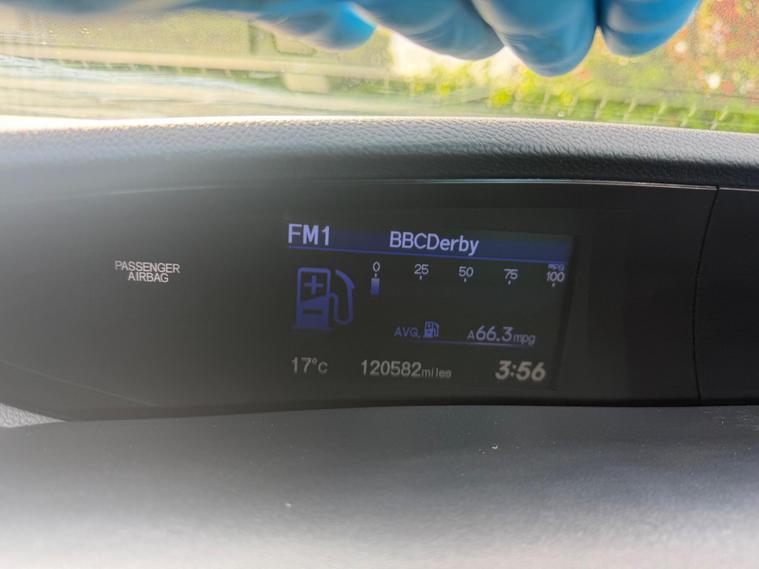 FM1 BBCDerby
PASSENGER
AIRBAG
0 25 50 75 mpg 100
AVG. A66.3mpg
17°C 120582miles 3:56